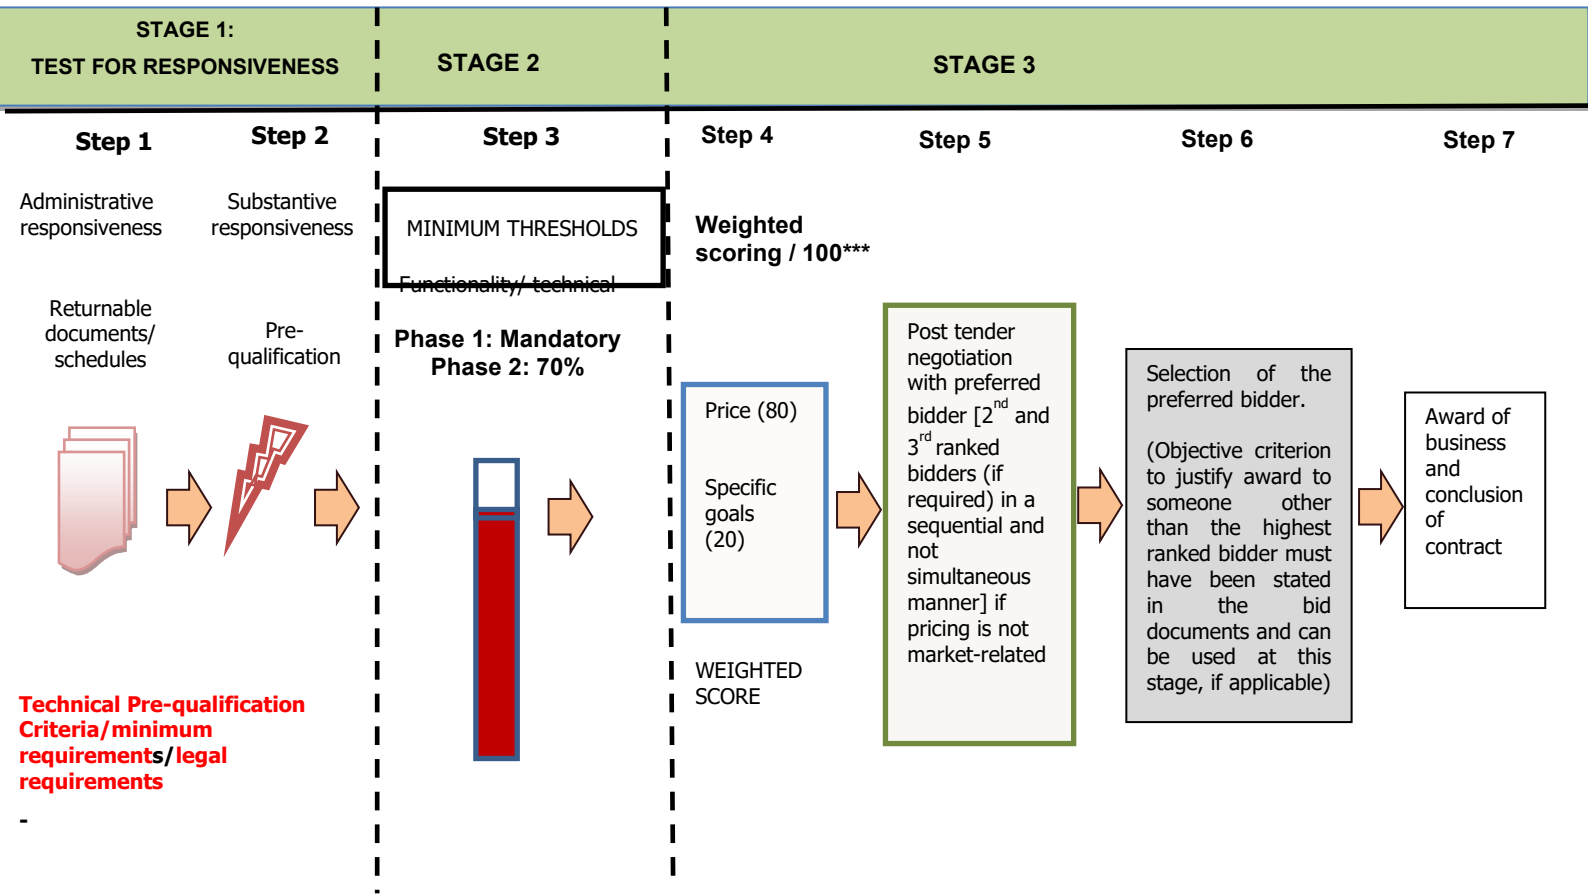 STAGE 1:
TEST FOR RESPONSIVENESS
STAGE 2
STAGE 3
Step 1
Step 2
Step 3
Step 4
Step 5
Step 6
Step 7
Administrative
responsiveness
Returnable
documents/
schedules
Substantive
responsiveness
Pre-
qualification
Technical Pre-qualification
Criteria/minimum
requirements/legal
requirements
-
MINIMUM THRESHOLDS
Functionality/ technical
Phase 1: Mandatory
Phase 2: 70%
Weighted
scoring / 100***
Price (80)
Specific
goals
(20)
WEIGHTED
SCORE
Post tender
negotiation
with preferred
bidder [2nd and
3rd ranked
bidders (if
required) in a
sequential and
not
simultaneous
manner] if
pricing is not
market-related
Selection of the
preferred bidder.
(Objective criterion
to justify award to
someone other
than the highest
ranked bidder must
have been stated
in the bid
documents and can
be used at this
stage, if applicable)
Award of
business
and
conclusion
of
contract